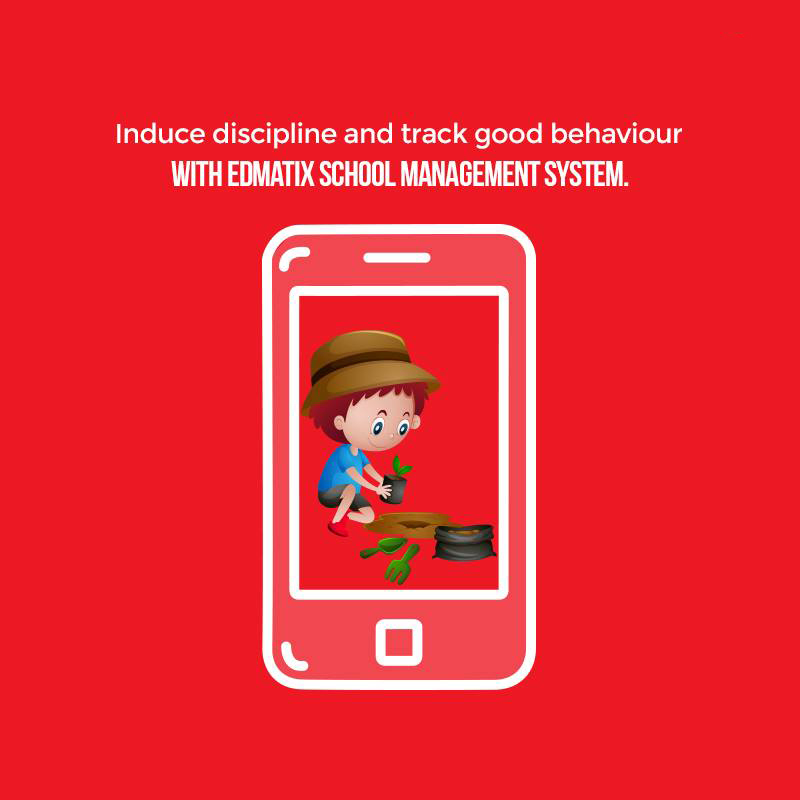 Induce discipline and track good behaviour
WITH EDMATIX SCHOOL MANAGEMENT SYSTEM.